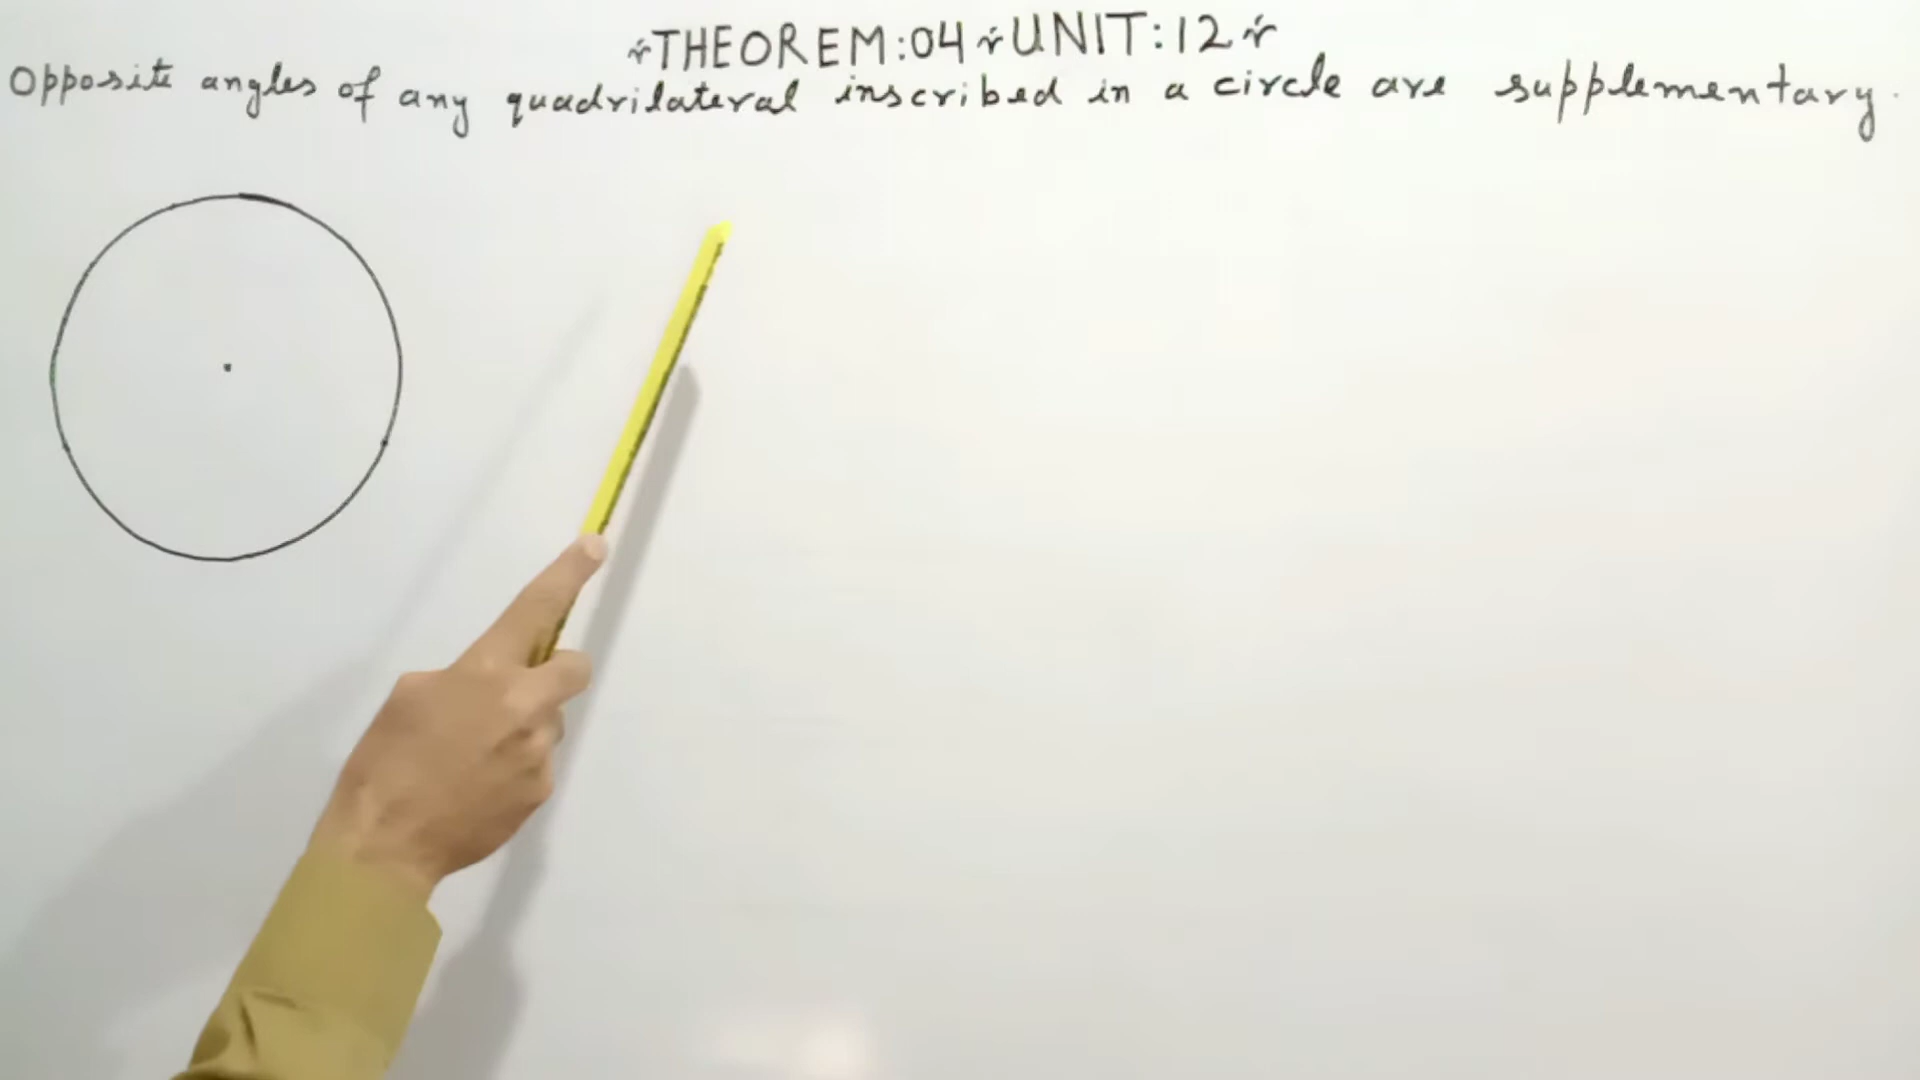 THEOREM:04 UNIT:12
Opposite angles of any quadrilateral inscribed in a circle are supplementary.